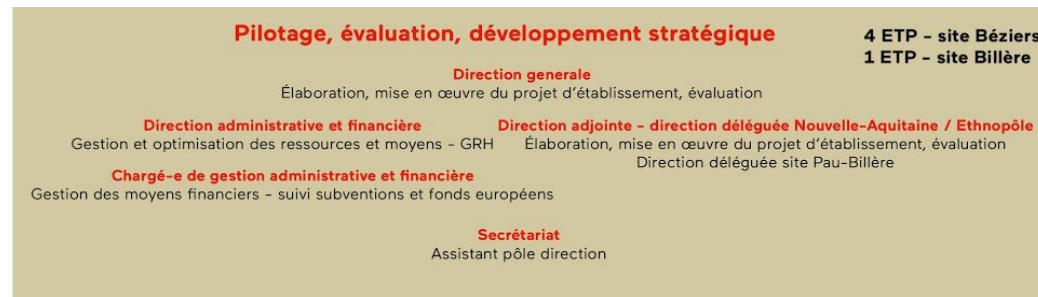 Pilotage, évaluation, développement stratégique
4 ETP - site Béziers
1 ETP - site Billère
Direction generale
Élaboration, mise en œuvre du projet d'établissement, évaluation
Direction administrative et financière
Gestion et optimisation des ressources et moyens - GRH
Direction adjointe - direction déléguée Nouvelle-Aquitaine / Ethnopôle
Élaboration, mise en œuvre du projet d'établissement, évaluation
Direction déléguée site Pau-Billère
Chargé-e de gestion administrative et financière
Gestion des moyens financiers - suivi subventions et fonds européens
Secrétariat
Assistant pôle direction